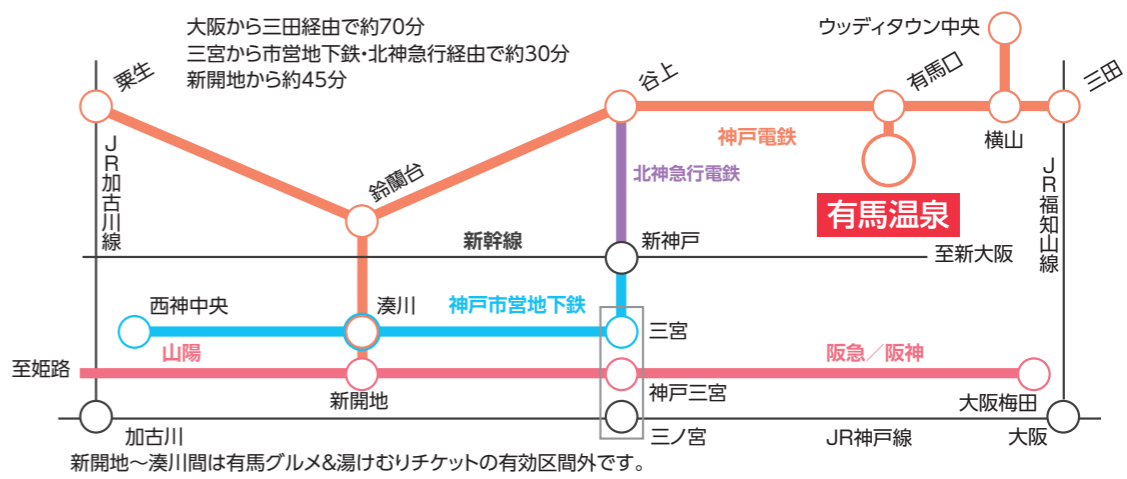 大阪から三田経由で約70分
三宮から市営地下鉄・北神急行経由で約30分
新開地から約45分
ウッディタウン中央
粟生
谷上
有馬口
三田
横山
神戸電鉄
JR加古川線
鈴蘭台
北神急行電鉄
有馬温泉
JR福知山線
新幹線
新神戸
至新大阪
西神中央
湊川
神戸市営地下鉄
三宮
山陽
阪急／阪神
至姫路
新開地
神戸三宮
大阪梅田
加古川
三ノ宮
JR神戸線
大阪
新開地〜湊川間は有馬グルメ&湯けむりチケットの有効区間外です。